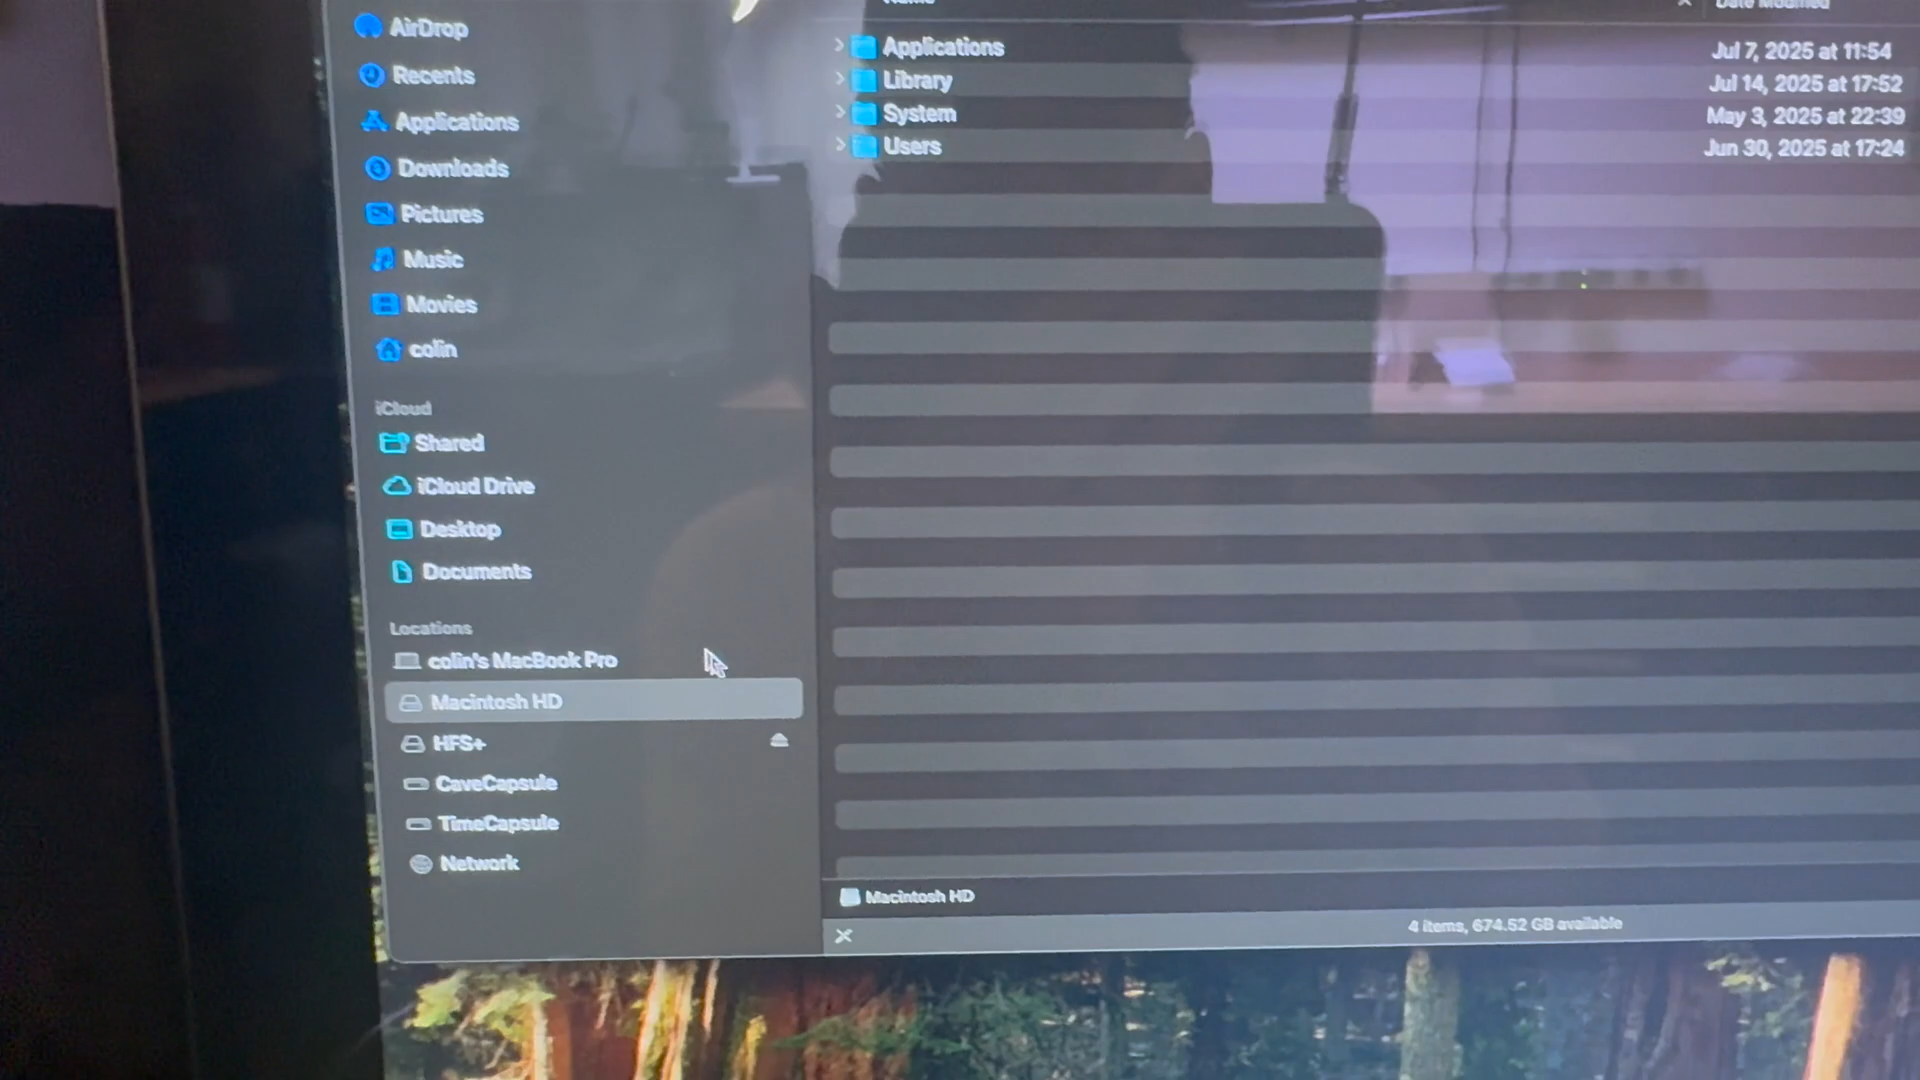 Name
Date Modified
AirDrop
Recents
Applications
Downloads
Pictures
Music
Movies
colin
iCloud
Shared
iCloud Drive
Desktop
Documents
Locations
colin's MacBook Pro
Macintosh HD
HFS+
CaveCapsule
TimeCapsule
Network
Applications
Jul 7, 2025 at 11:54
Library
Jul 14, 2025 at 17:52
System
May 3, 2025 at 22:39
Users
Jun 30, 2025 at 17:24
Macintosh HD
4 items, 674.52 GB available